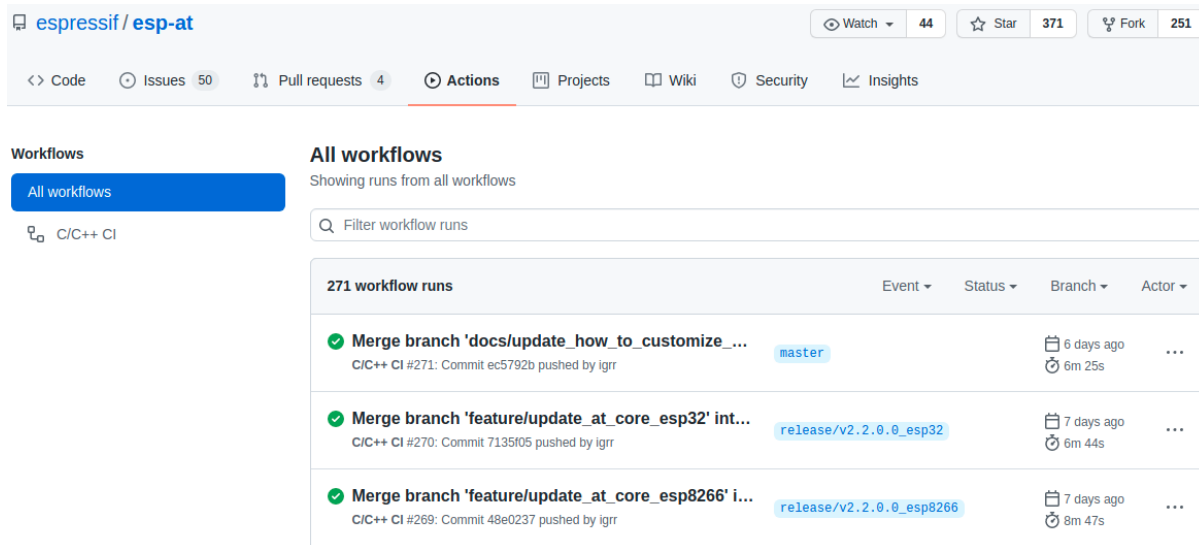 espressif / esp-at
Watch 44 Star 371 Fork 251
Code Issues 50 Pull requests 4 Actions Projects Wiki Security Insights
Workflows
All workflows
C/C++ CI
All workflows
Showing runs from all workflows
Filter workflow runs
271 workflow runs Event Status Branch Actor
Merge branch 'docs/update_how_to_customize_... master 6 days ago
C/C++ CI #271: Commit ec5792b pushed by igrr 6m 25s
Merge branch 'feature/update_at_core_esp32' int... release/v2.2.0.0_esp32 7 days ago
C/C++ CI #270: Commit 7135f05 pushed by igrr 6m 44s
Merge branch 'feature/update_at_core_esp8266' i... release/v2.2.0.0_esp8266 7 days ago
C/C++ CI #269: Commit 48e0237 pushed by igrr 8m 47s